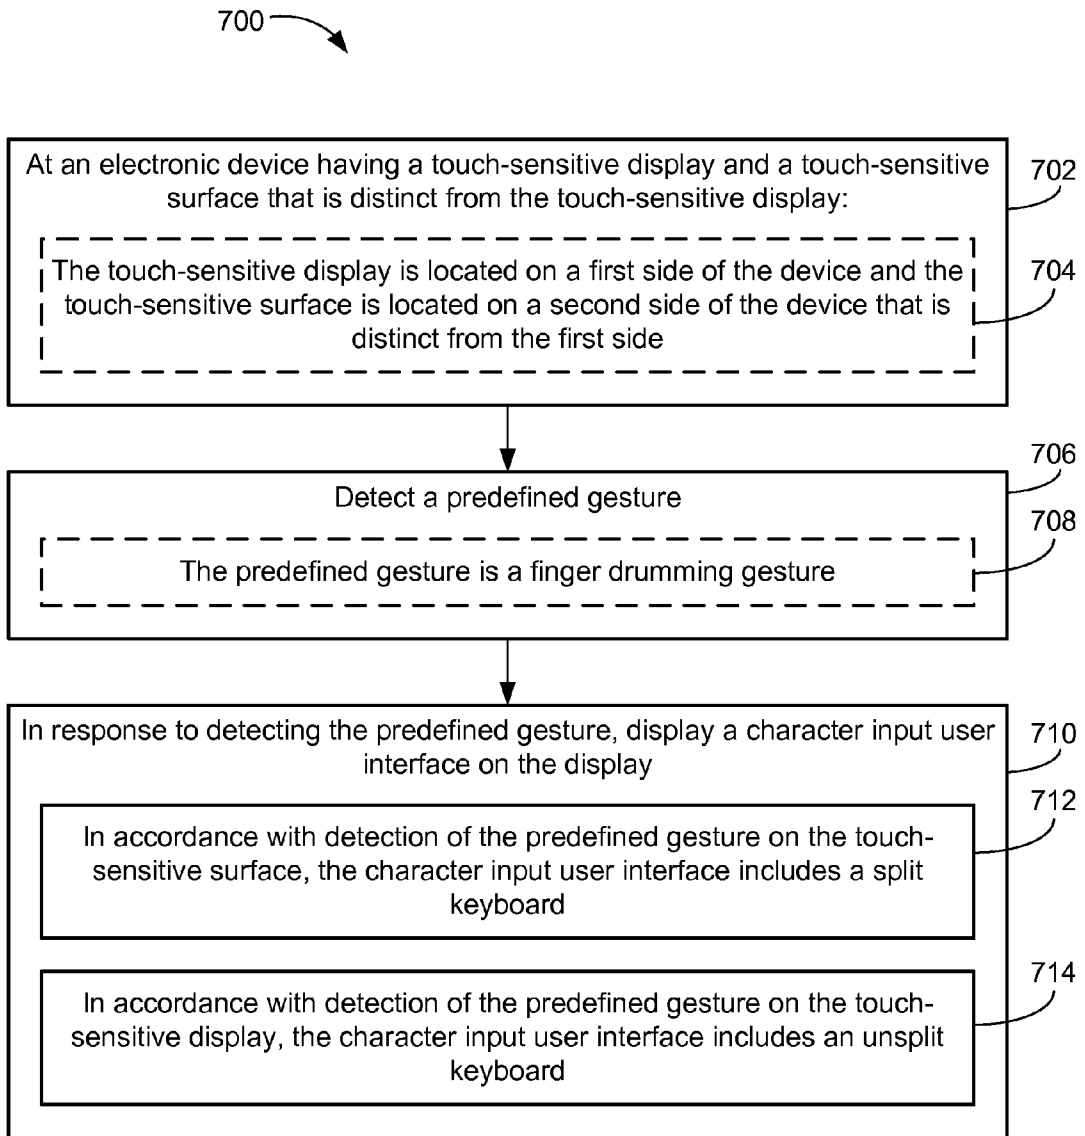 700
At an electronic device having a touch-sensitive display and a touch-sensitive
surface that is distinct from the touch-sensitive display:
702
The touch-sensitive display is located on a first side of the device and the
touch-sensitive surface is located on a second side of the device that is
distinct from the first side
704
Detect a predefined gesture
706
The predefined gesture is a finger drumming gesture
708
In response to detecting the predefined gesture, display a character input user
interface on the display
710
In accordance with detection of the predefined gesture on the touch-
sensitive surface, the character input user interface includes a split
keyboard
712
In accordance with detection of the predefined gesture on the touch-
sensitive display, the character input user interface includes an unsplit
keyboard
714